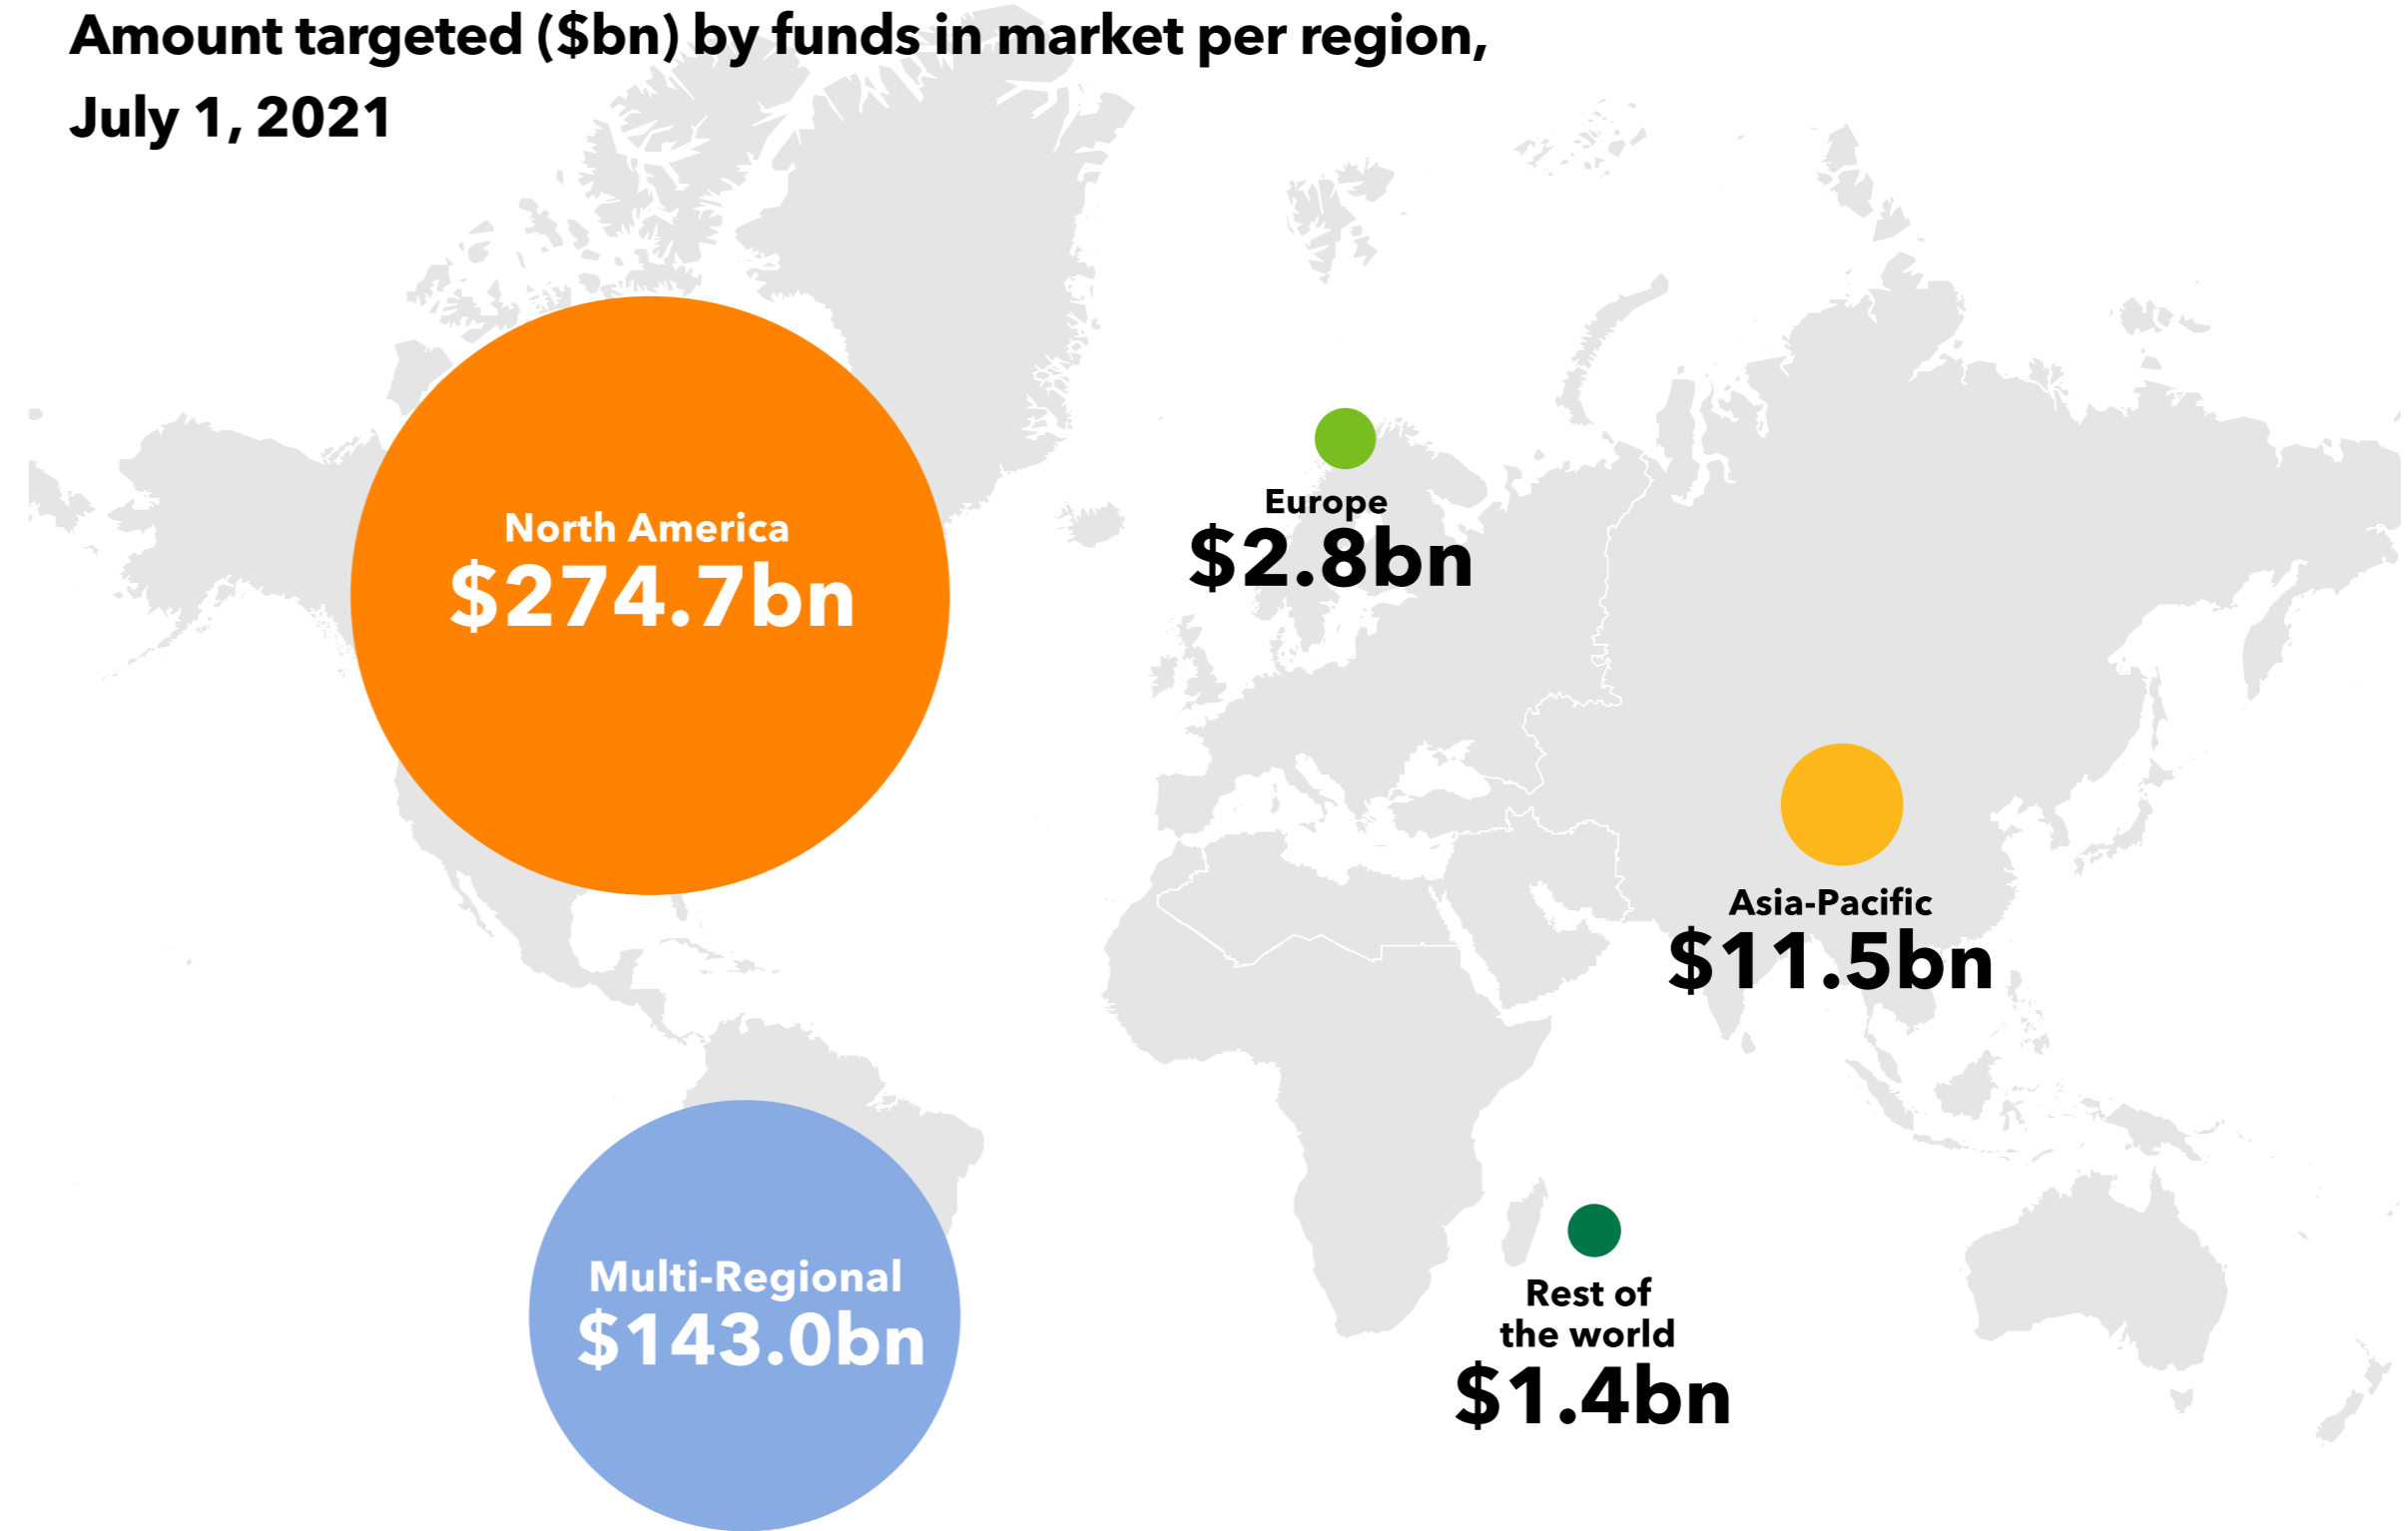 Amount targeted ($bn) by funds in market per region,
July 1, 2021
North America
$274.7bn
Europe
$2.8bn
Asia-Pacific
$11.5bn
Multi-Regional
$143.0bn
Rest of
the world
$1.4bn